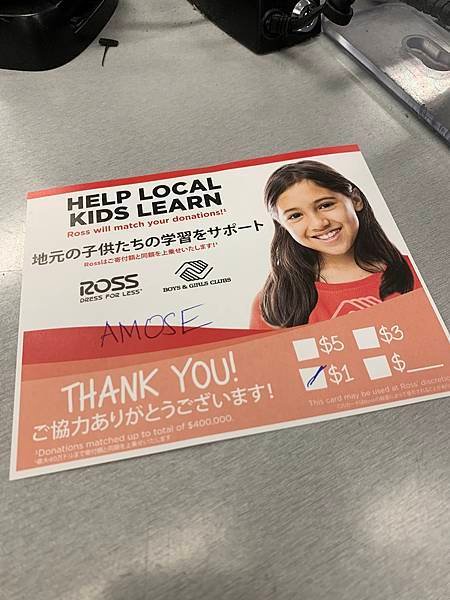 HELP LOCAL
KIDS LEARN
Ross will match your donations!¹
地元の子供たちの学習をサポート
Rossはご寄付額と同額を上乗せいたします!¹
ROSS
DRESS FOR LESS
BOYS & GIRLS CLUBS
AMOSE
THANK YOU!
ご協力ありがとうございます!
$5
$3
$1
$
This card may be used at Ross' discretion
¹Donations matched up to total of $400,000.